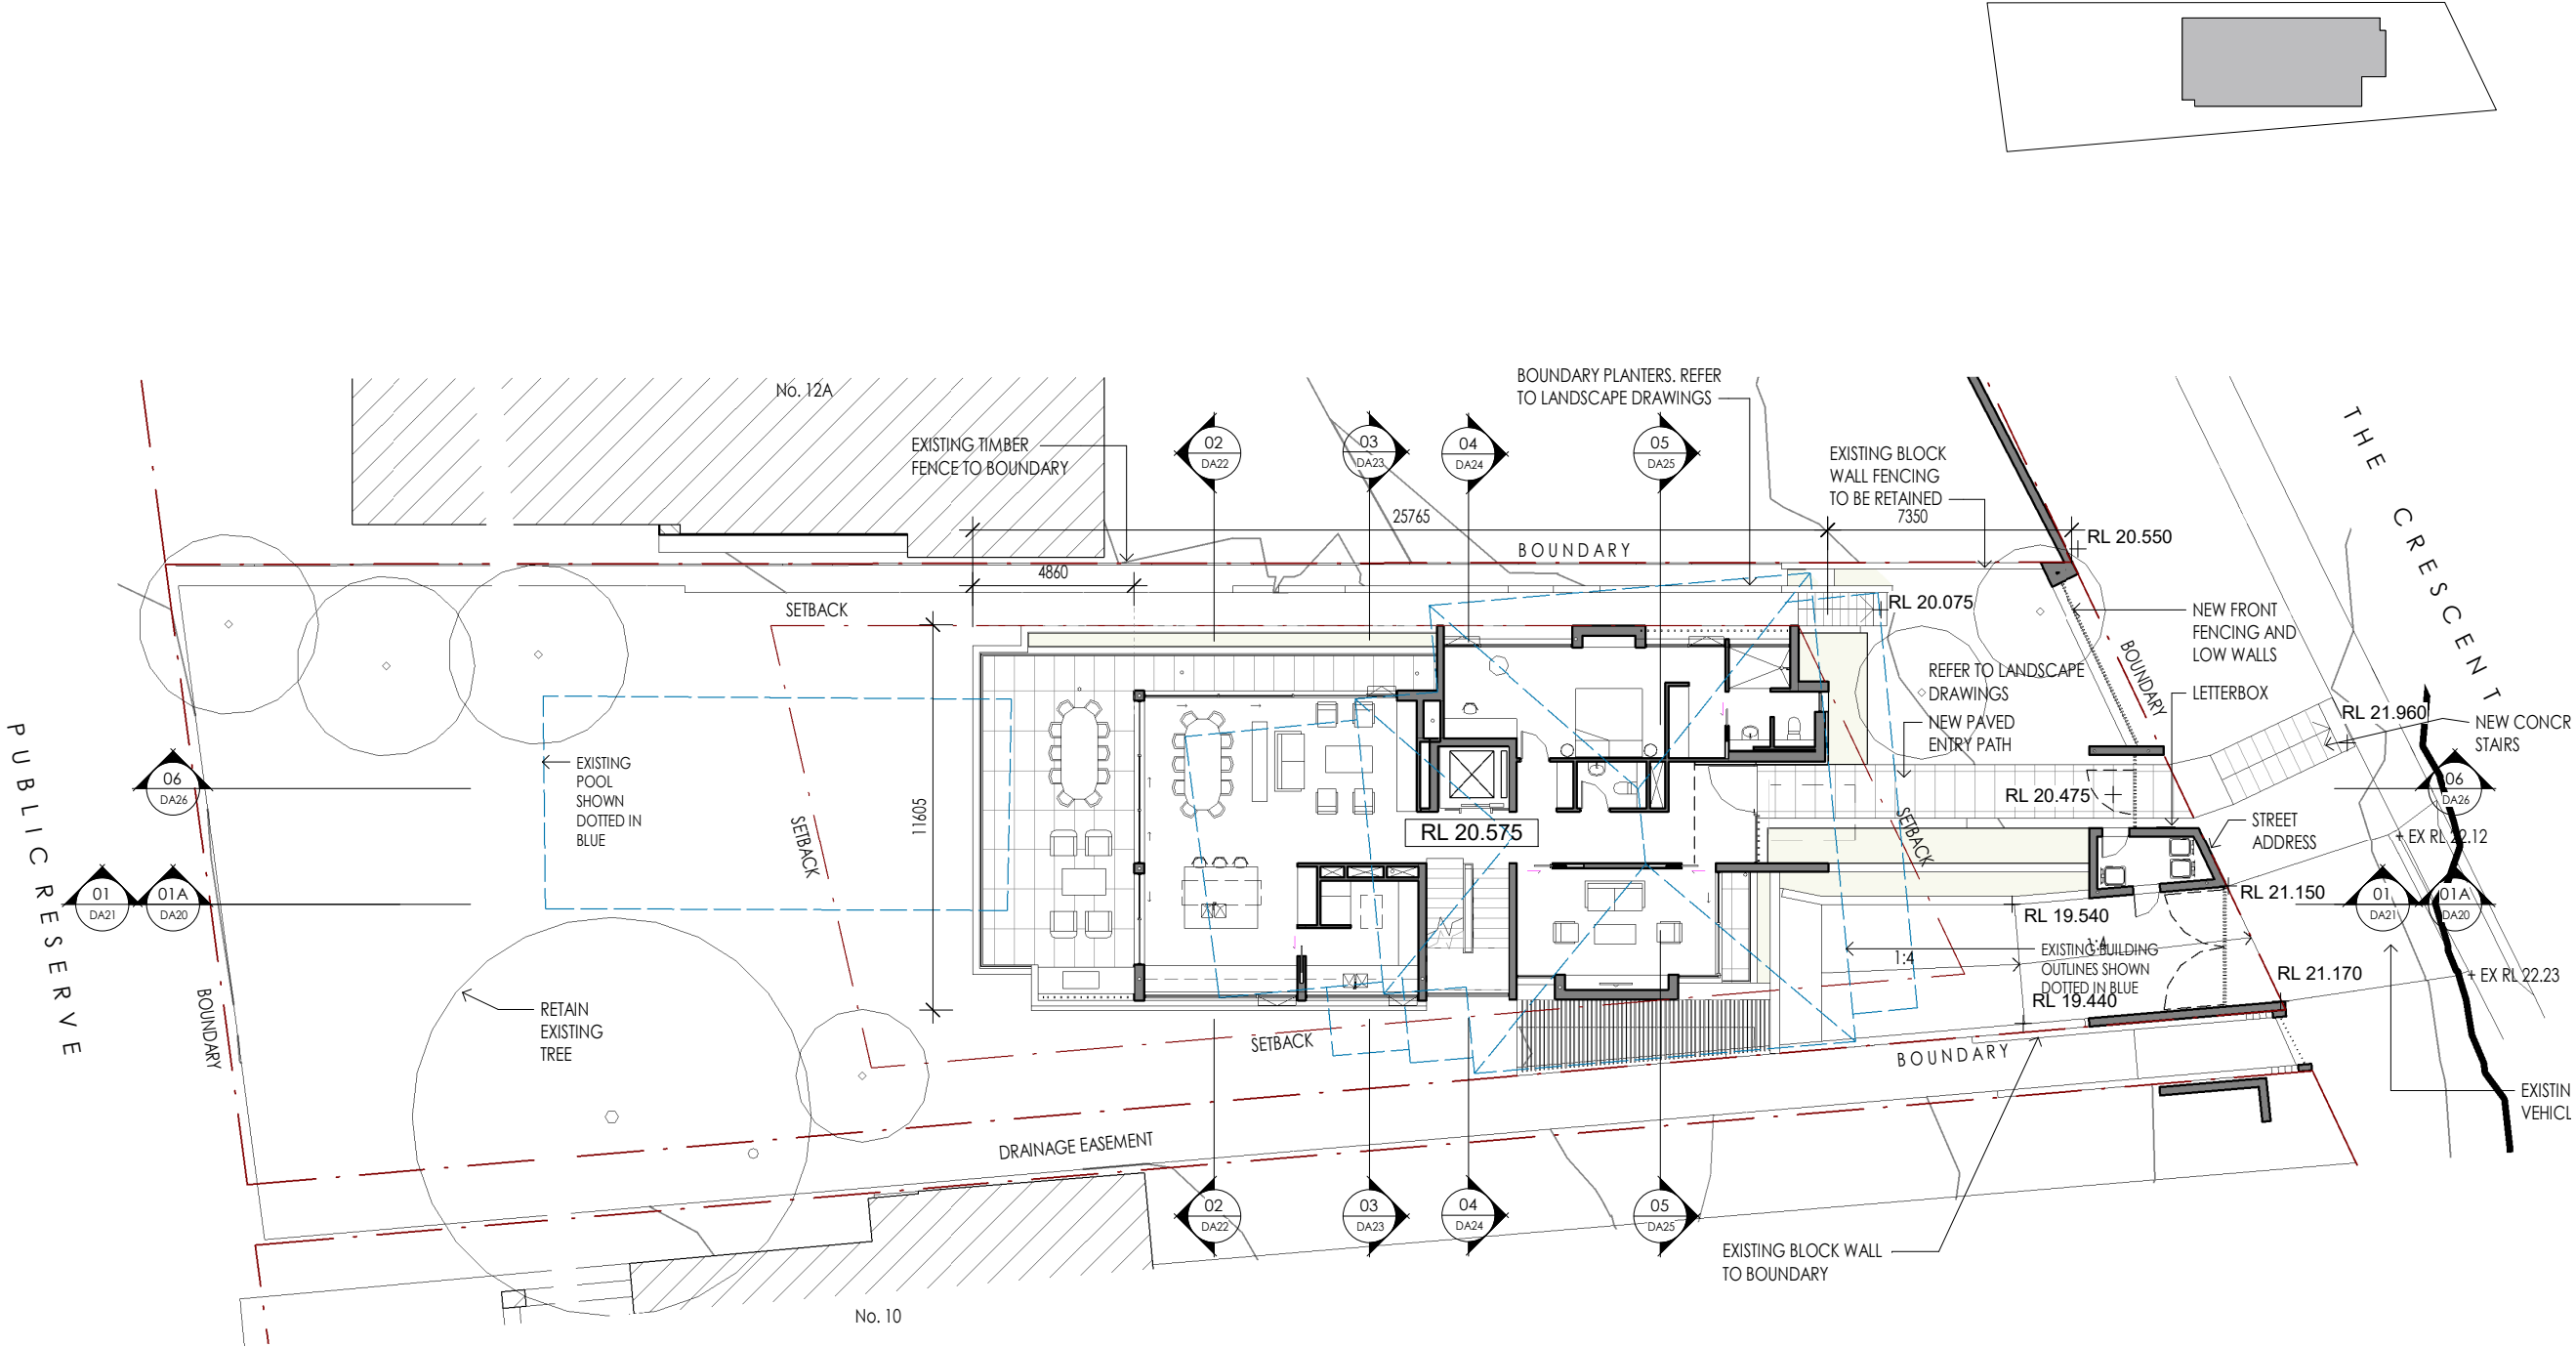 No. 12A
BOUNDARY PLANTERS. REFER
TO LANDSCAPE DRAWINGS
EXISTING TIMBER
FENCE TO BOUNDARY
02
DA22
03
DA23
04
DA24
05
DA25
EXISTING BLOCK
WALL FENCING
TO BE RETAINED
THE CRESCENT
25765
7350
RL 20.550
BOUNDARY
4860
SETBACK
RL 20.075
NEW FRONT
FENCING AND
LOW WALLS
BOUNDARY
REFER TO LANDSCAPE
DRAWINGS
LETTERBOX
NEW PAVED
ENTRY PATH
RL 21.960
NEW CONCR
STAIRS
PUBLIC RESERVE
06
DA26
EXISTING
POOL
SHOWN
DOTTED IN
BLUE
SETBACK
11605
RL 20.575
RL 20.475
SETBACK
STREET
ADDRESS
06
DA26
+ EX RL 22.12
01
DA21
01A
DA20
RL 21.150
01
DA21
01A
DA20
RL 19.540
1:4
1:4
EXISTING BUILDING
OUTLINES SHOWN
DOTTED IN BLUE
RL 21.170
+ EX RL 22.23
RL 19.440
BOUNDARY
RETAIN
EXISTING
TREE
SETBACK
BOUNDARY
EXISTIN
VEHICL
DRAINAGE EASEMENT
02
DA22
03
DA23
04
DA24
05
DA25
EXISTING BLOCK WALL
TO BOUNDARY
No. 10